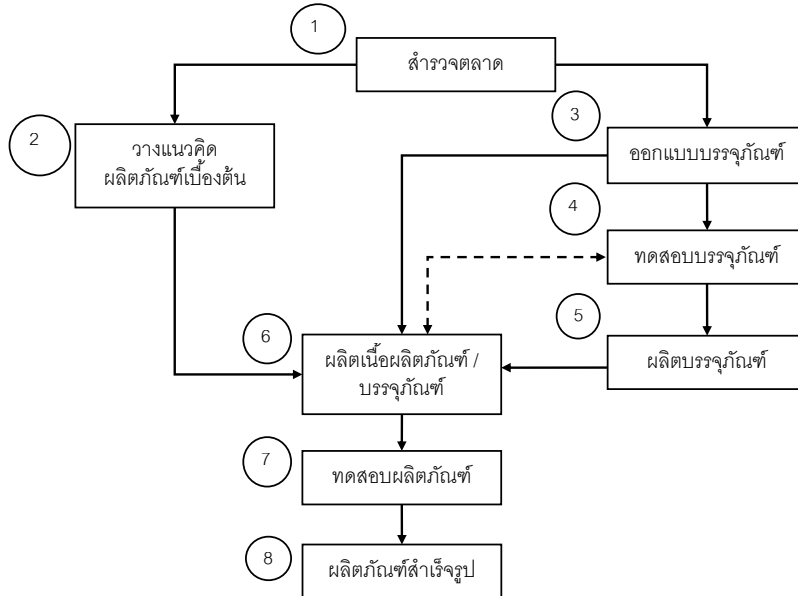 1
สำรวจตลาด
2
วางแนวคิด
ผลิตภัณฑ์เบื้องต้น
3
ออกแบบบรรจุภัณฑ์
4
ทดสอบบรรจุภัณฑ์
5
ผลิตบรรจุภัณฑ์
6
ผลิตเนื้อผลิตภัณฑ์ /
บรรจุภัณฑ์
7
ทดสอบผลิตภัณฑ์
8
ผลิตภัณฑ์สำเร็จรูป